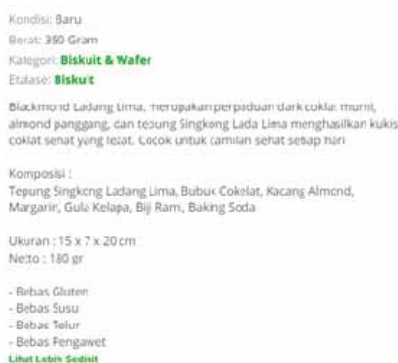 Kondisi: Baru
Berat: 350 Gram
Kategori: Biskuit & Wafer
Etalase: Biskuit
Blackmond Ladang Lima, merupakan perpaduan dark coklat murni,
almond panggang, dan tepung Singkong Lada Lima menghasilkan kukis
coklat sehat yang lezat. Cocok untuk camilan sehat setiap hari
Komposisi :
Tepung Singkong Ladang Lima, Bubuk Cokelat, Kacang Almond,
Margarin, Gula Kelapa, Biji Rami, Baking Soda
Ukuran : 15 x 7 x 20 cm
Netto : 180 gr
- Bebas Gluten
- Bebas Susu
- Bebas Telur
- Bebas Pengawet
Lihat Lebih Sedikit